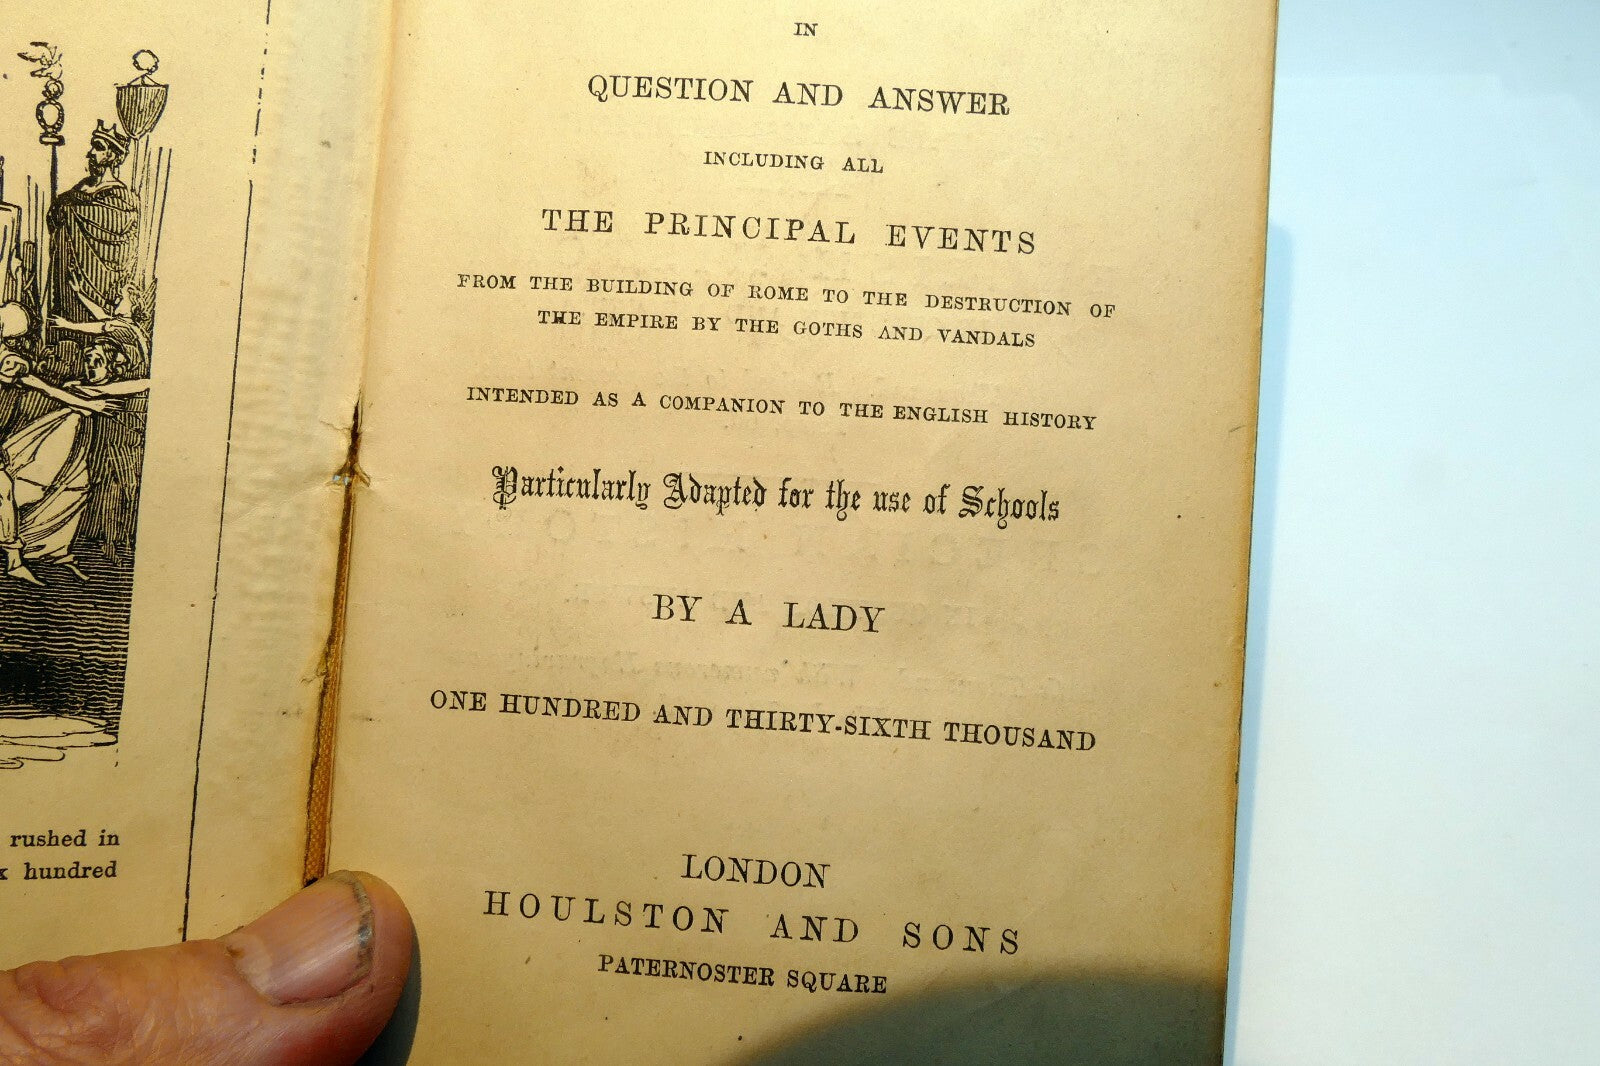 rushed in
hundred
IN
QUESTION AND ANSWER
INCLUDING ALL
THE PRINCIPAL EVENTS
FROM THE BUILDING OF ROME TO THE DESTRUCTION OF
THE EMPIRE BY THE GOTHS AND VANDALS
INTENDED AS A COMPANION TO THE ENGLISH HISTORY
Particularly Adapted for the use of Schools
BY A LADY
ONE HUNDRED AND THIRTY-SIXTH THOUSAND
LONDON
HOULSTON AND SONS
PATERNOSTER SQUARE